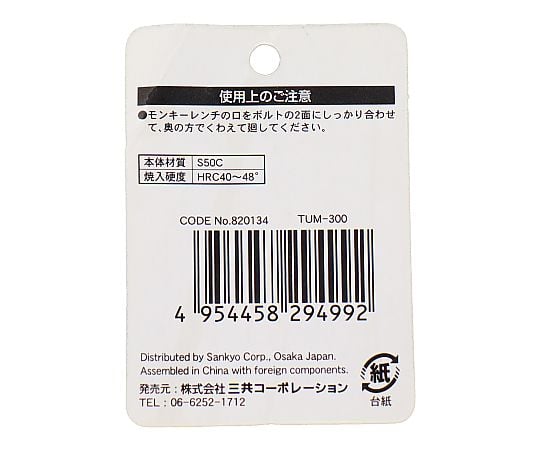 使用上のご注意
●モンキーレンチの口をボルトの2面にしっかり合わせ
て、奥の方でくわえて廻してください。
本体材質 S50C
焼入硬度 HRC40〜48°
CODE No.820134 TUM-300
4 954458 294992
Distributed by Sankyo Corp., Osaka Japan.
Assembled in China with foreign components.
発売元：株式会社 三共コーポレーション
TEL：06-6252-1712
紙
台紙